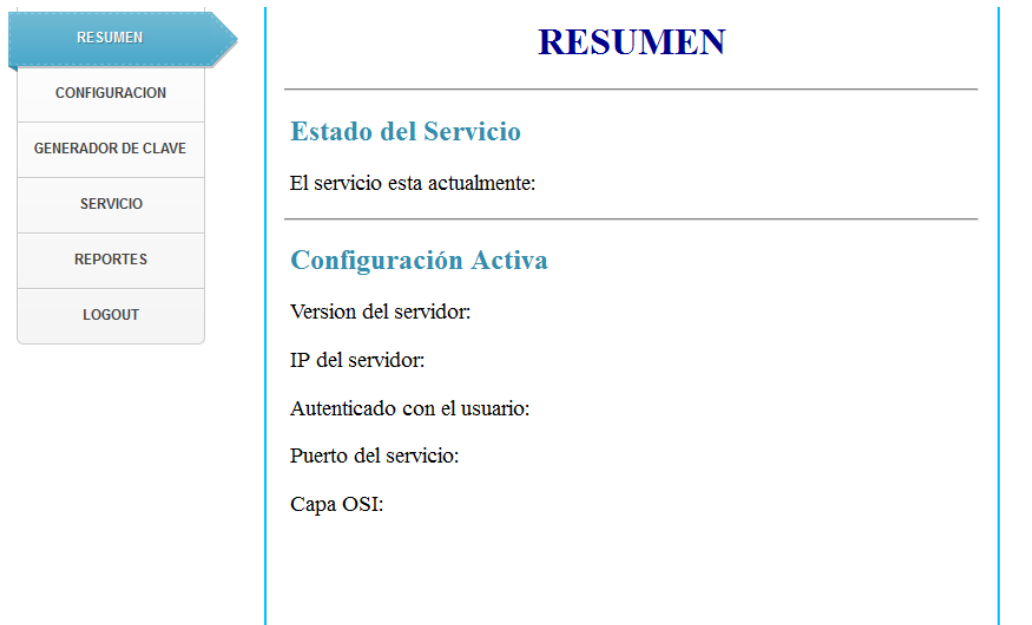 RESUMEN
CONFIGURACION
GENERADOR DE CLAVE
SERVICIO
REPORTES
LOGOUT
RESUMEN
Estado del Servicio
El servicio esta actualmente:
Configuración Activa
Version del servidor:
IP del servidor:
Autenticado con el usuario:
Puerto del servicio:
Capa OSI: